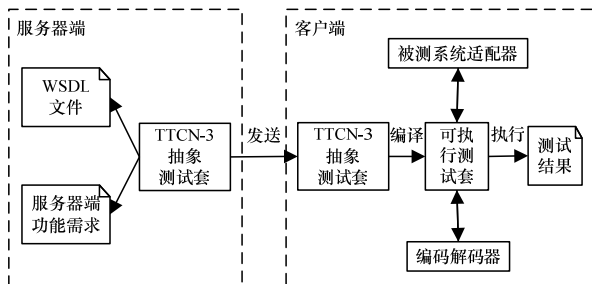 服务器端
WSDL
文件
服务器端
功能需求
TTCN-3
抽象
测试套
发送
客户端
TTCN-3
抽象
测试套
编译
被测系统适配器
可执
行测
试套
编码解码器
执行
测试
结果